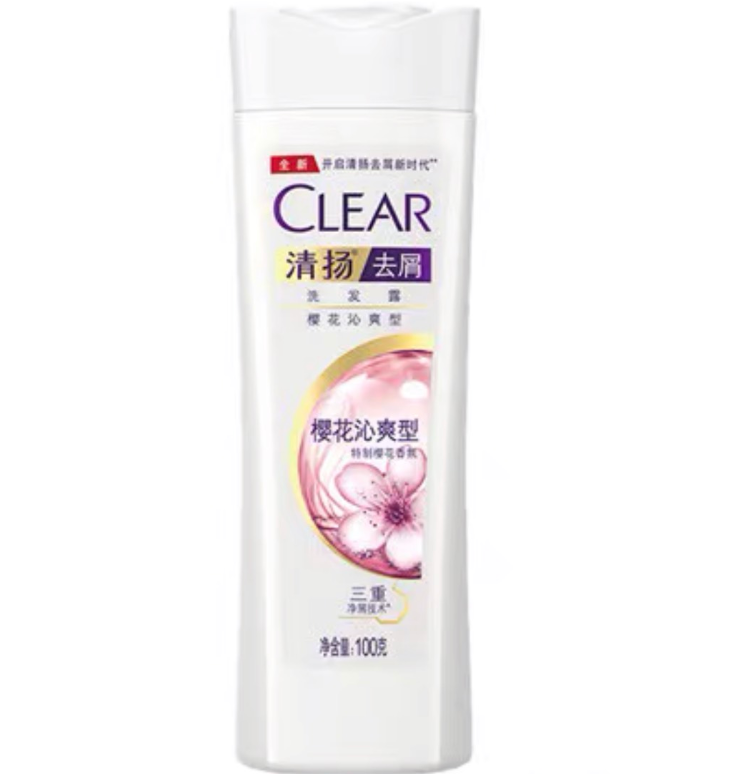 全新 开启清扬去屑新时代**
CLEAR
清扬® 去屑
洗发露
樱花沁爽型
樱花沁爽型
特制樱花香氛
三重
净屑技术^
净含量:100克